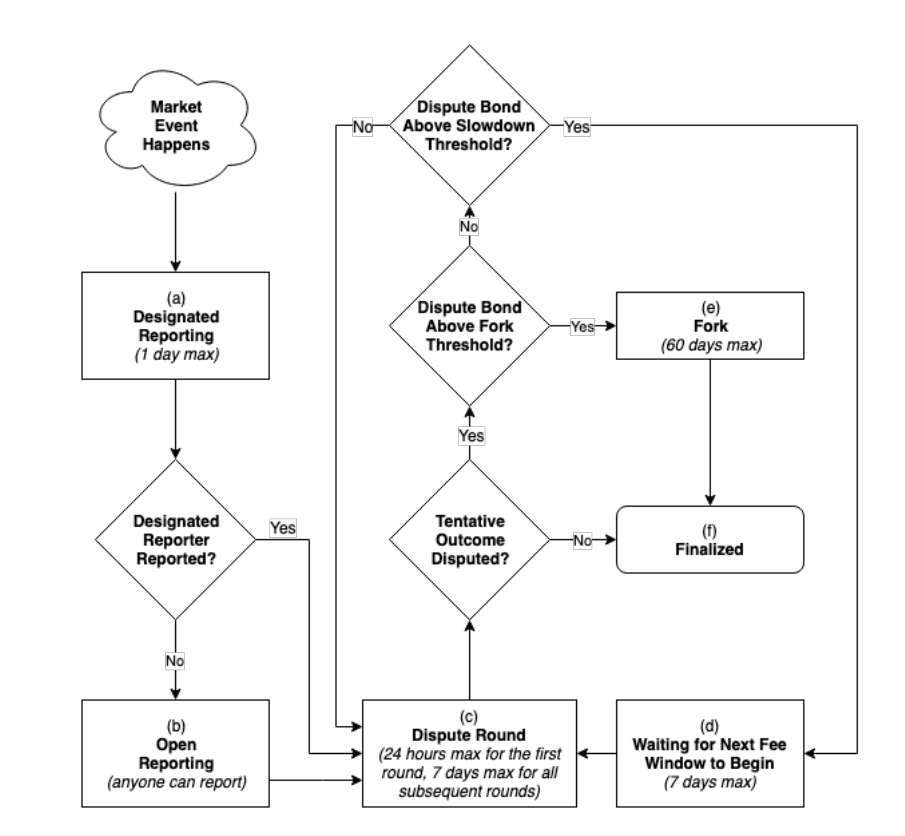 Market
Event
Happens
(a)
Designated
Reporting
(1 day max)
Designated
Reporter
Reported?
Yes
No
(b)
Open
Reporting
(anyone can report)
Dispute Bond
Above Slowdown
Threshold?
No
Yes
No
Dispute Bond
Above Fork
Threshold?
Yes
(e)
Fork
(60 days max)
Yes
Tentative
Outcome
Disputed?
No
(f)
Finalized
(c)
Dispute Round
(24 hours max for the first
round, 7 days max for all
subsequent rounds)
(d)
Waiting for Next Fee
Window to Begin
(7 days max)